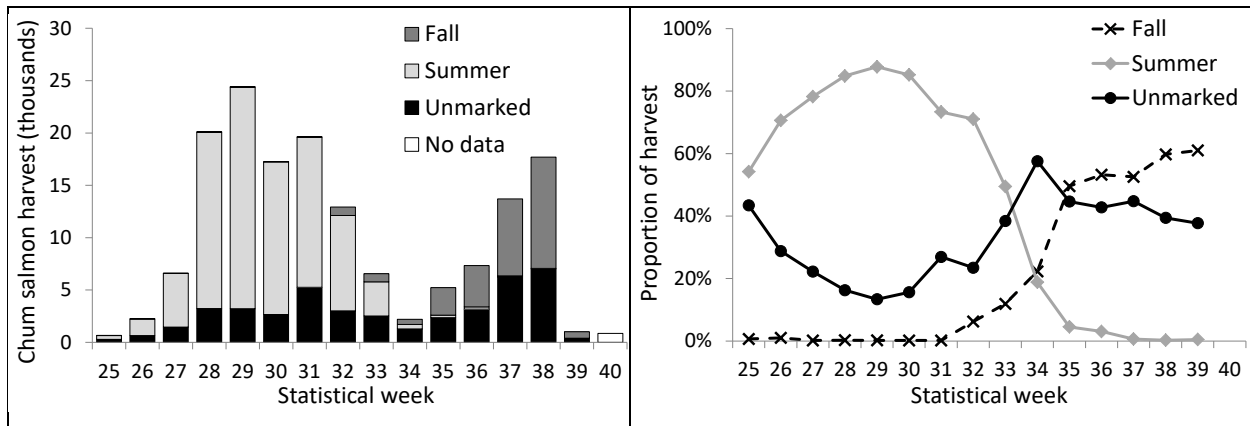 Chum salmon harvest (thousands)
30
25
20
15
10
5
0
Fall
Summer
Unmarked
No data
25 26 27 28 29 30 31 32 33 34 35 36 37 38 39 40
Statistical week
Proportion of harvest
100%
80%
60%
40%
20%
0%
Fall
Summer
Unmarked
25 26 27 28 29 30 31 32 33 34 35 36 37 38 39 40
Statistical week